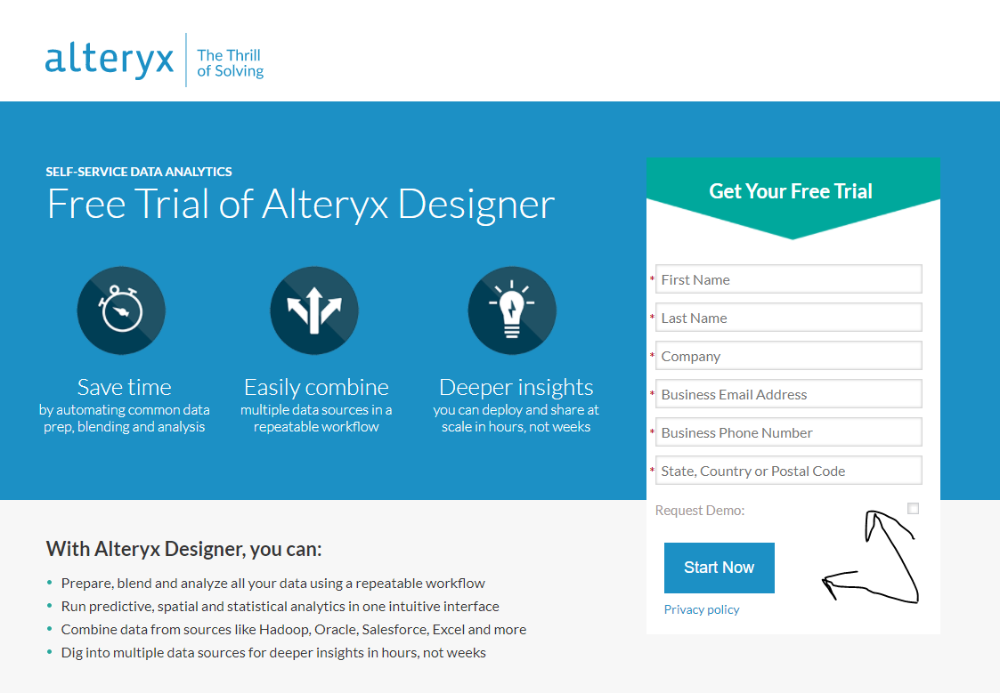 alteryx
The Thrill
of Solving
SELF-SERVICE DATA ANALYTICS
Free Trial of Alteryx Designer
Save time
by automating common data
prep, blending and analysis
Easily combine
multiple data sources in a
repeatable workflow
Deeper insights
you can deploy and share at
scale in hours, not weeks
Get Your Free Trial
* First Name
* Last Name
* Company
* Business Email Address
* Business Phone Number
* State, Country or Postal Code
Request Demo:
Start Now
Privacy policy
With Alteryx Designer, you can:
• Prepare, blend and analyze all your data using a repeatable workflow
• Run predictive, spatial and statistical analytics in one intuitive interface
• Combine data from sources like Hadoop, Oracle, Salesforce, Excel and more
• Dig into multiple data sources for deeper insights in hours, not weeks